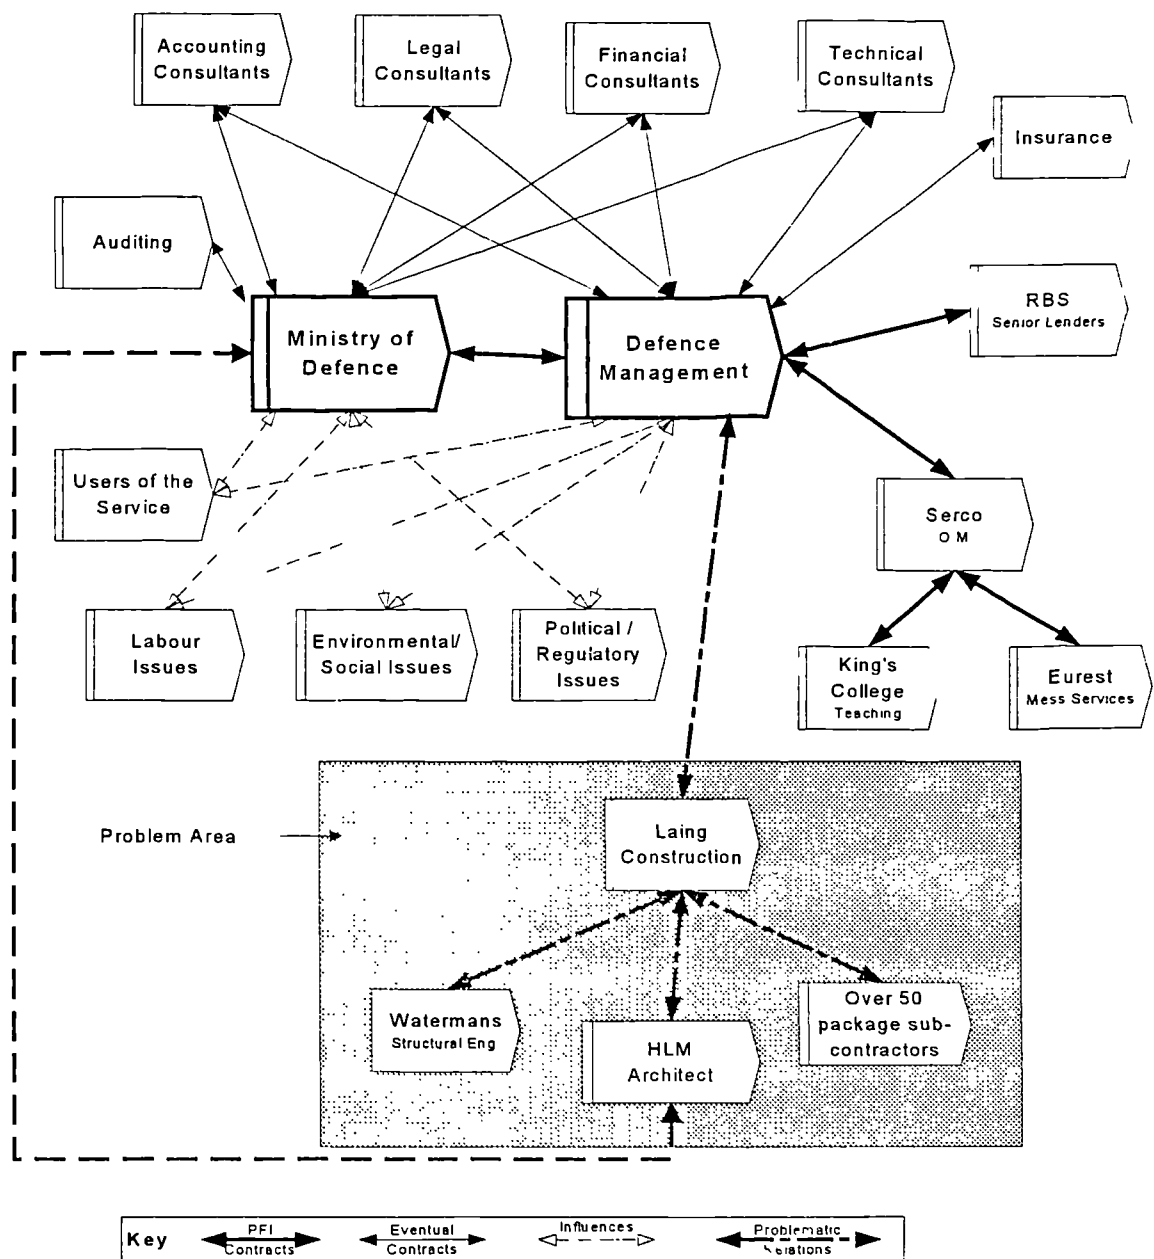 Accounting
Consultants
Legal
Consultants
Financial
Consultants
Technical
Consultants
Insurance
Auditing
RBS
Senior Lenders
Ministry of
Defence
Defence
Management
Users of the
Service
Serco
O M
Labour
Issues
Environmental/
Social Issues
Political /
Regulatory
Issues
King's
College
Teaching
Eurest
Mess Services
Problem Area
Laing
Construction
Watermans
Structural Eng
HLM
Architect
Over 50
package sub-
contractors
Key
PFI
Contracts
Eventual
Contracts
Influences
Problematic
Relations